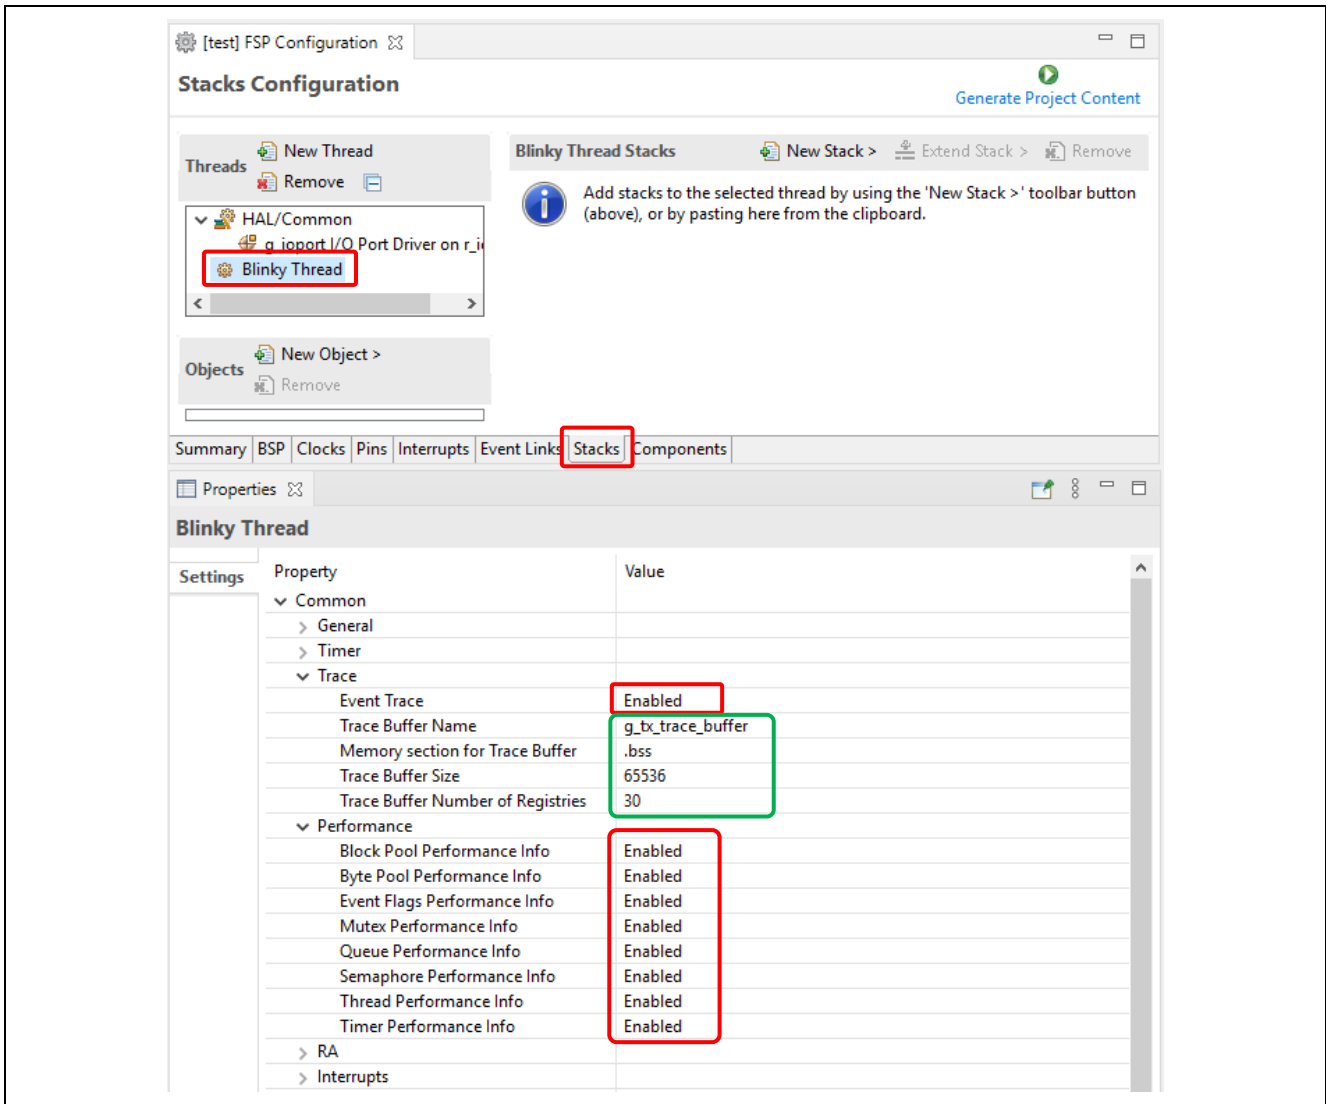 [test] FSP Configuration
Stacks Configuration
Generate Project Content
Threads
New Thread
Remove
HAL/Common
g_ioport I/O Port Driver on r_i
Blinky Thread
Objects
New Object >
Remove
Blinky Thread Stacks
New Stack >
Extend Stack >
Remove
Add stacks to the selected thread by using the 'New Stack >' toolbar button
(above), or by pasting here from the clipboard.
Summary BSP Clocks Pins Interrupts Event Links Stacks Components
Properties
Blinky Thread
Settings
Property Value
Common
General
Timer
Trace
Event Trace Enabled
Trace Buffer Name g_tx_trace_buffer
Memory section for Trace Buffer .bss
Trace Buffer Size 65536
Trace Buffer Number of Registries 30
Performance
Block Pool Performance Info Enabled
Byte Pool Performance Info Enabled
Event Flags Performance Info Enabled
Mutex Performance Info Enabled
Queue Performance Info Enabled
Semaphore Performance Info Enabled
Thread Performance Info Enabled
Timer Performance Info Enabled
RA
Interrupts